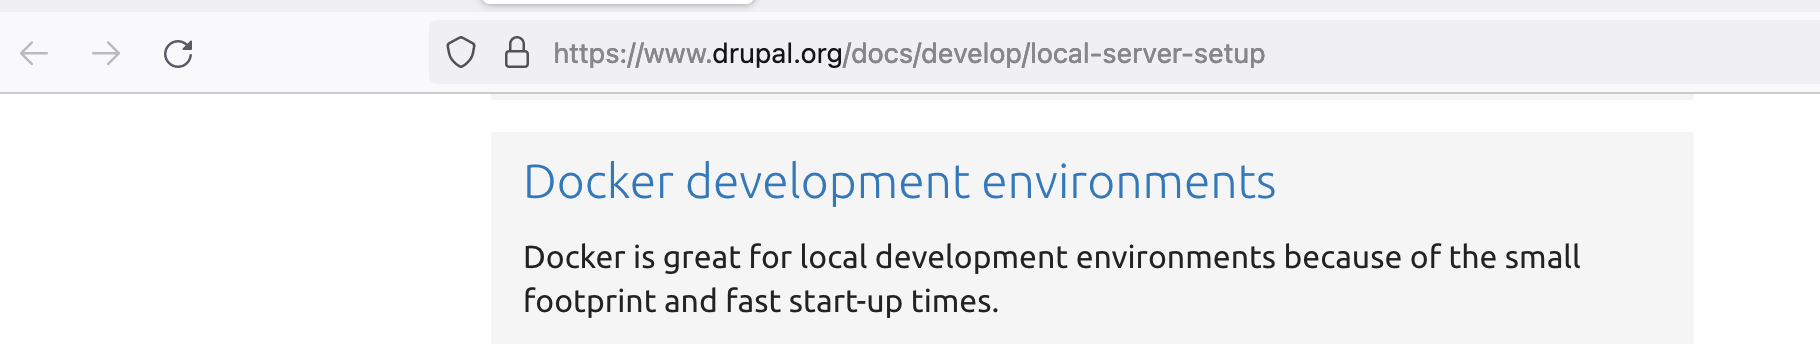 https://www.drupal.org/docs/develop/local-server-setup
Docker development environments
Docker is great for local development environments because of the small
footprint and fast start-up times.